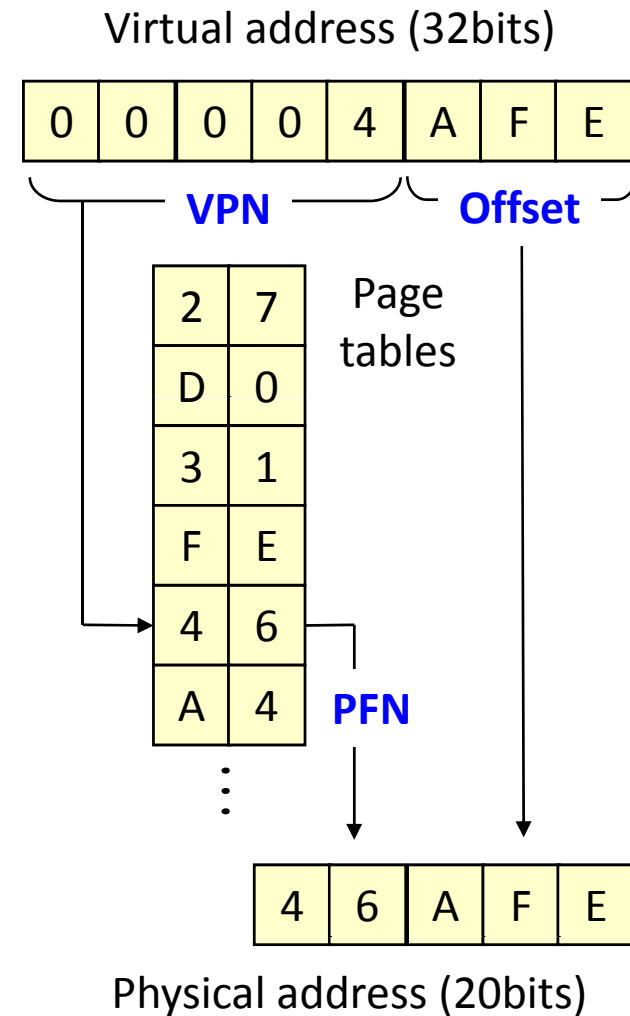 Virtual address (32bits)
0 0 0 0 4 A F E
VPN Offset
2 7
Page
tables
D 0
3 1
F E
4 6
A 4
PFN
⋮
4 6 A F E
Physical address (20bits)